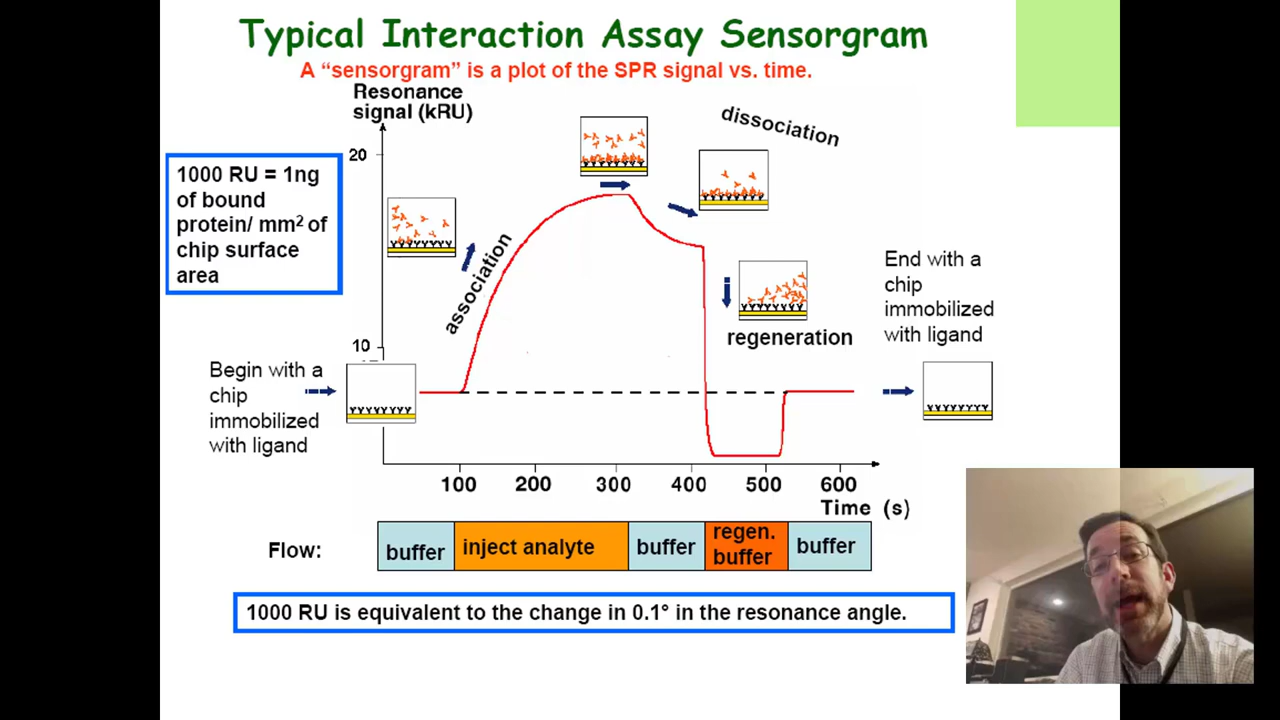 Typical Interaction Assay Sensorgram
A “sensorgram” is a plot of the SPR signal vs. time.
Resonance
signal (kRU)
dissociation
20
1000 RU = 1ng
of bound
protein/ mm2 of
chip surface
area
association
10
regeneration
End with a
chip
immobilized
with ligand
Begin with a
chip
immobilized
with ligand
100 200 300 400 500 600
Time (s)
Flow:
buffer
inject analyte
buffer
regen.
buffer
buffer
1000 RU is equivalent to the change in 0.1° in the resonance angle.